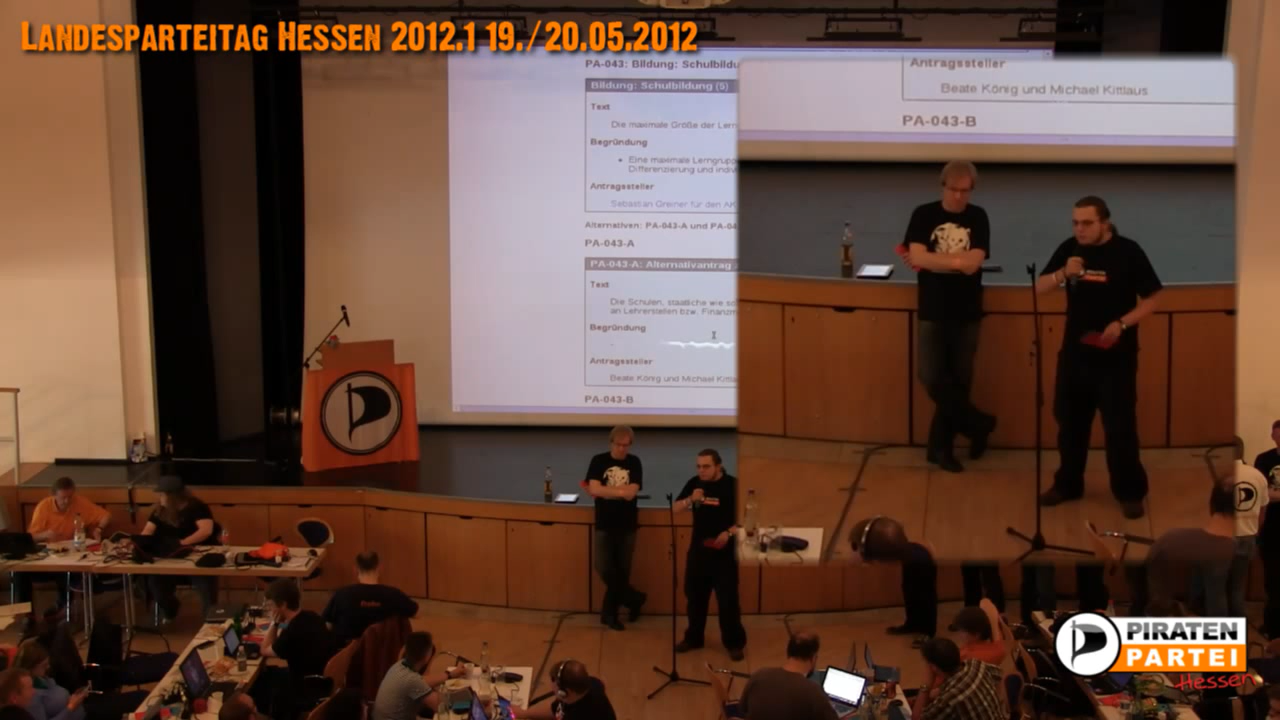 LANDESPARTEITAG HESSEN 2012.1 19./20.05.2012
PA-043: Bildung: Schulbildu
Bildung: Schulbildung (5)
Text
Die maximale Größe der Lern
Begründung
Eine maximale Lerngrupp
Differenzierung und indivi
Antragssteller
Sebastian Greiner für den AK
Alternativen: PA-043-A und PA-04
PA-043-A
PA-043-A: Alternativantrag
Text
Die Schulen, staatliche wie so
an Lehrerstellen bzw. Finanzm
Begründung
Antragssteller
Beate König und Michael Kittla
PA-043-B
Antragssteller
Beate König und Michael Kittlaus
PA-043-B
PIRATEN
PARTEI
Hessen